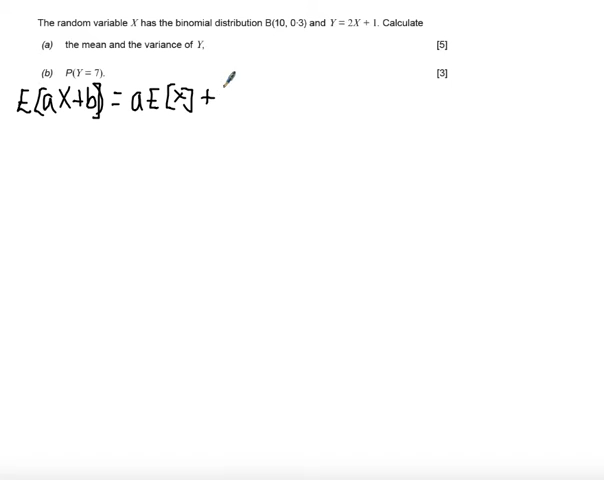 The random variable X has the binomial distribution B(10, 0·3) and Y = 2X + 1. Calculate
(a) the mean and the variance of Y, [5]
(b) P(Y = 7). [3]
E[aX+b] = aE[X] +